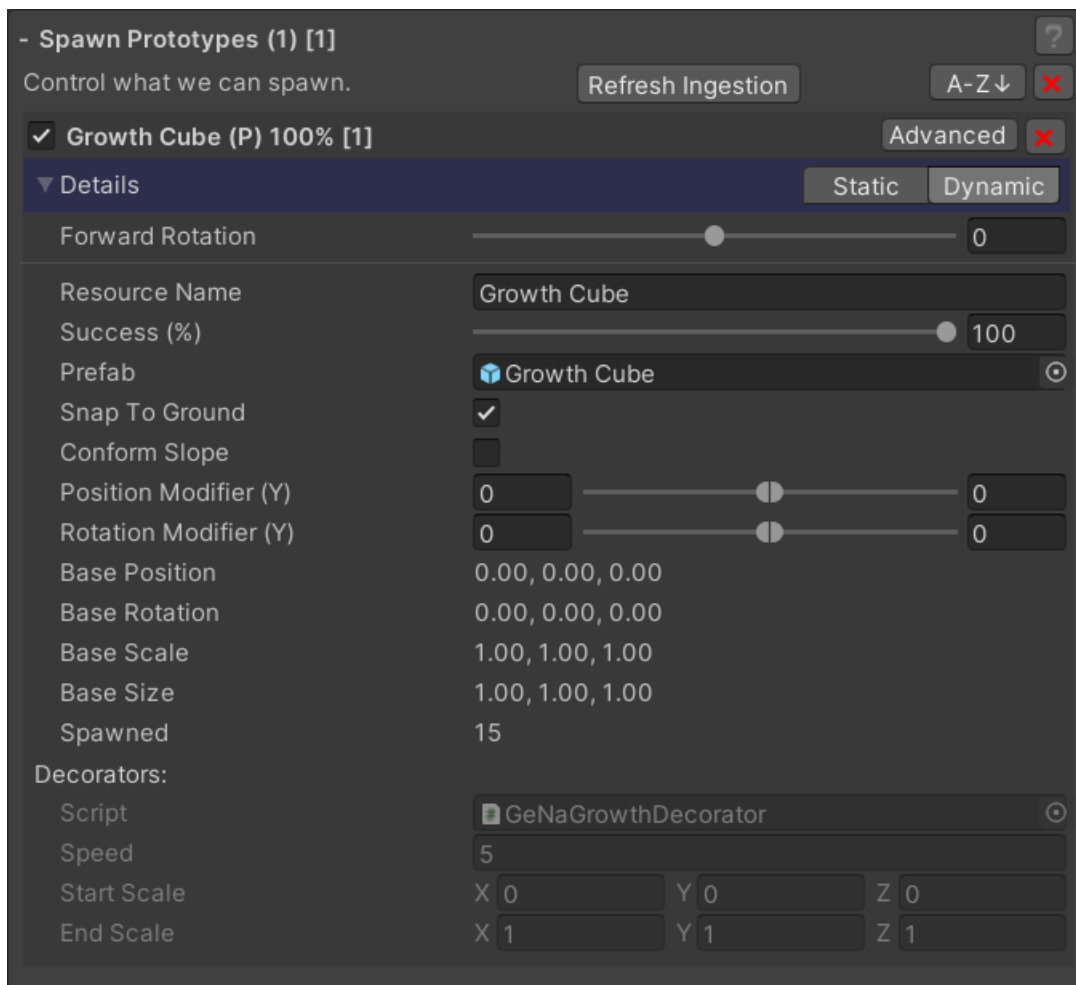 - Spawn Prototypes (1) [1] ?
Control what we can spawn. Refresh Ingestion A-Z↓
Growth Cube (P) 100% [1] Advanced
Details Static Dynamic
Forward Rotation 0
Resource Name Growth Cube
Success (%) 100
Prefab Growth Cube
Snap To Ground
Conform Slope
Position Modifier (Y) 0 0
Rotation Modifier (Y) 0 0
Base Position 0.00, 0.00, 0.00
Base Rotation 0.00, 0.00, 0.00
Base Scale 1.00, 1.00, 1.00
Base Size 1.00, 1.00, 1.00
Spawned 15
Decorators:
Script # GeNaGrowthDecorator
Speed 5
Start Scale X 0 Y 0 Z 0
End Scale X 1 Y 1 Z 1